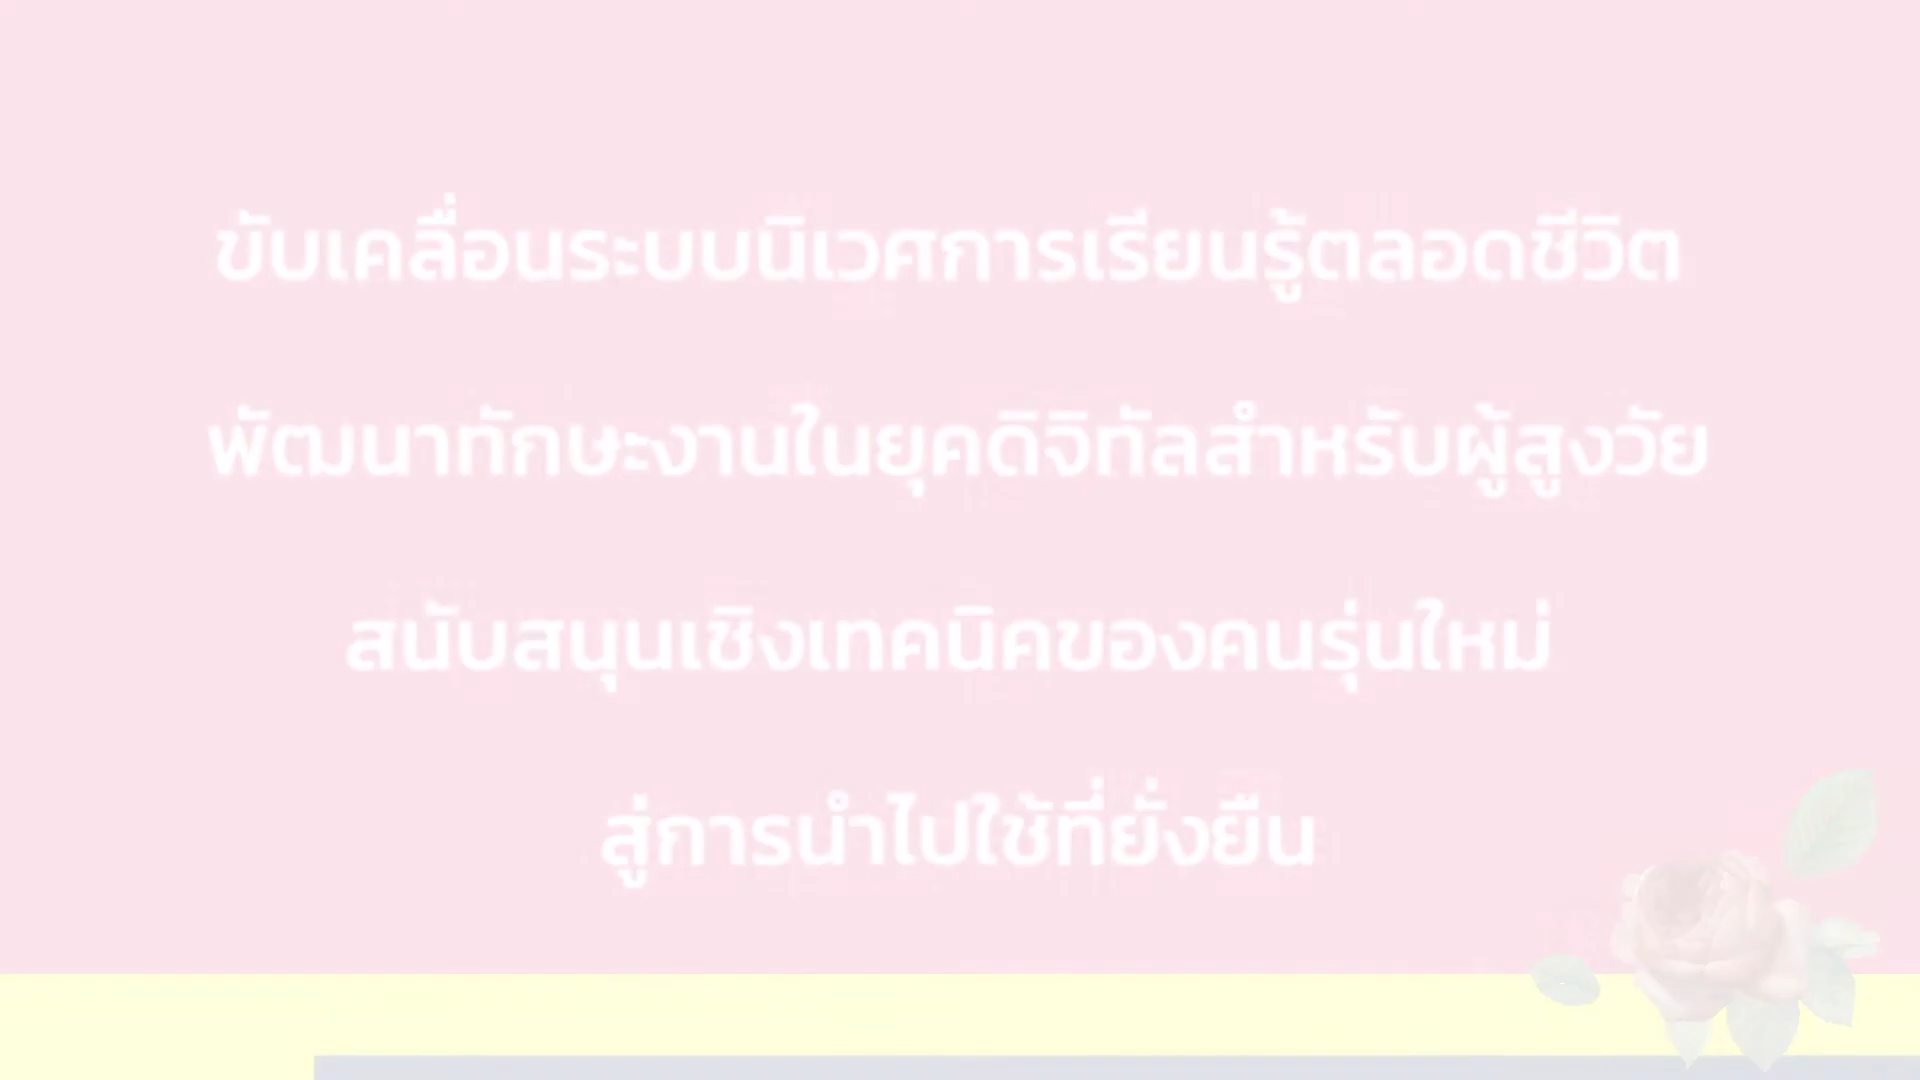 ขับเคลื่อนระบบนิเวศการเรียนรู้ตลอดชีวิต
พัฒนาทักษะงานในยุคดิจิทัลสำหรับผู้สูงวัย
สนับสนุนเชิงเทคนิคของคนรุ่นใหม่
สู่การนำไปใช้ที่ยั่งยืน